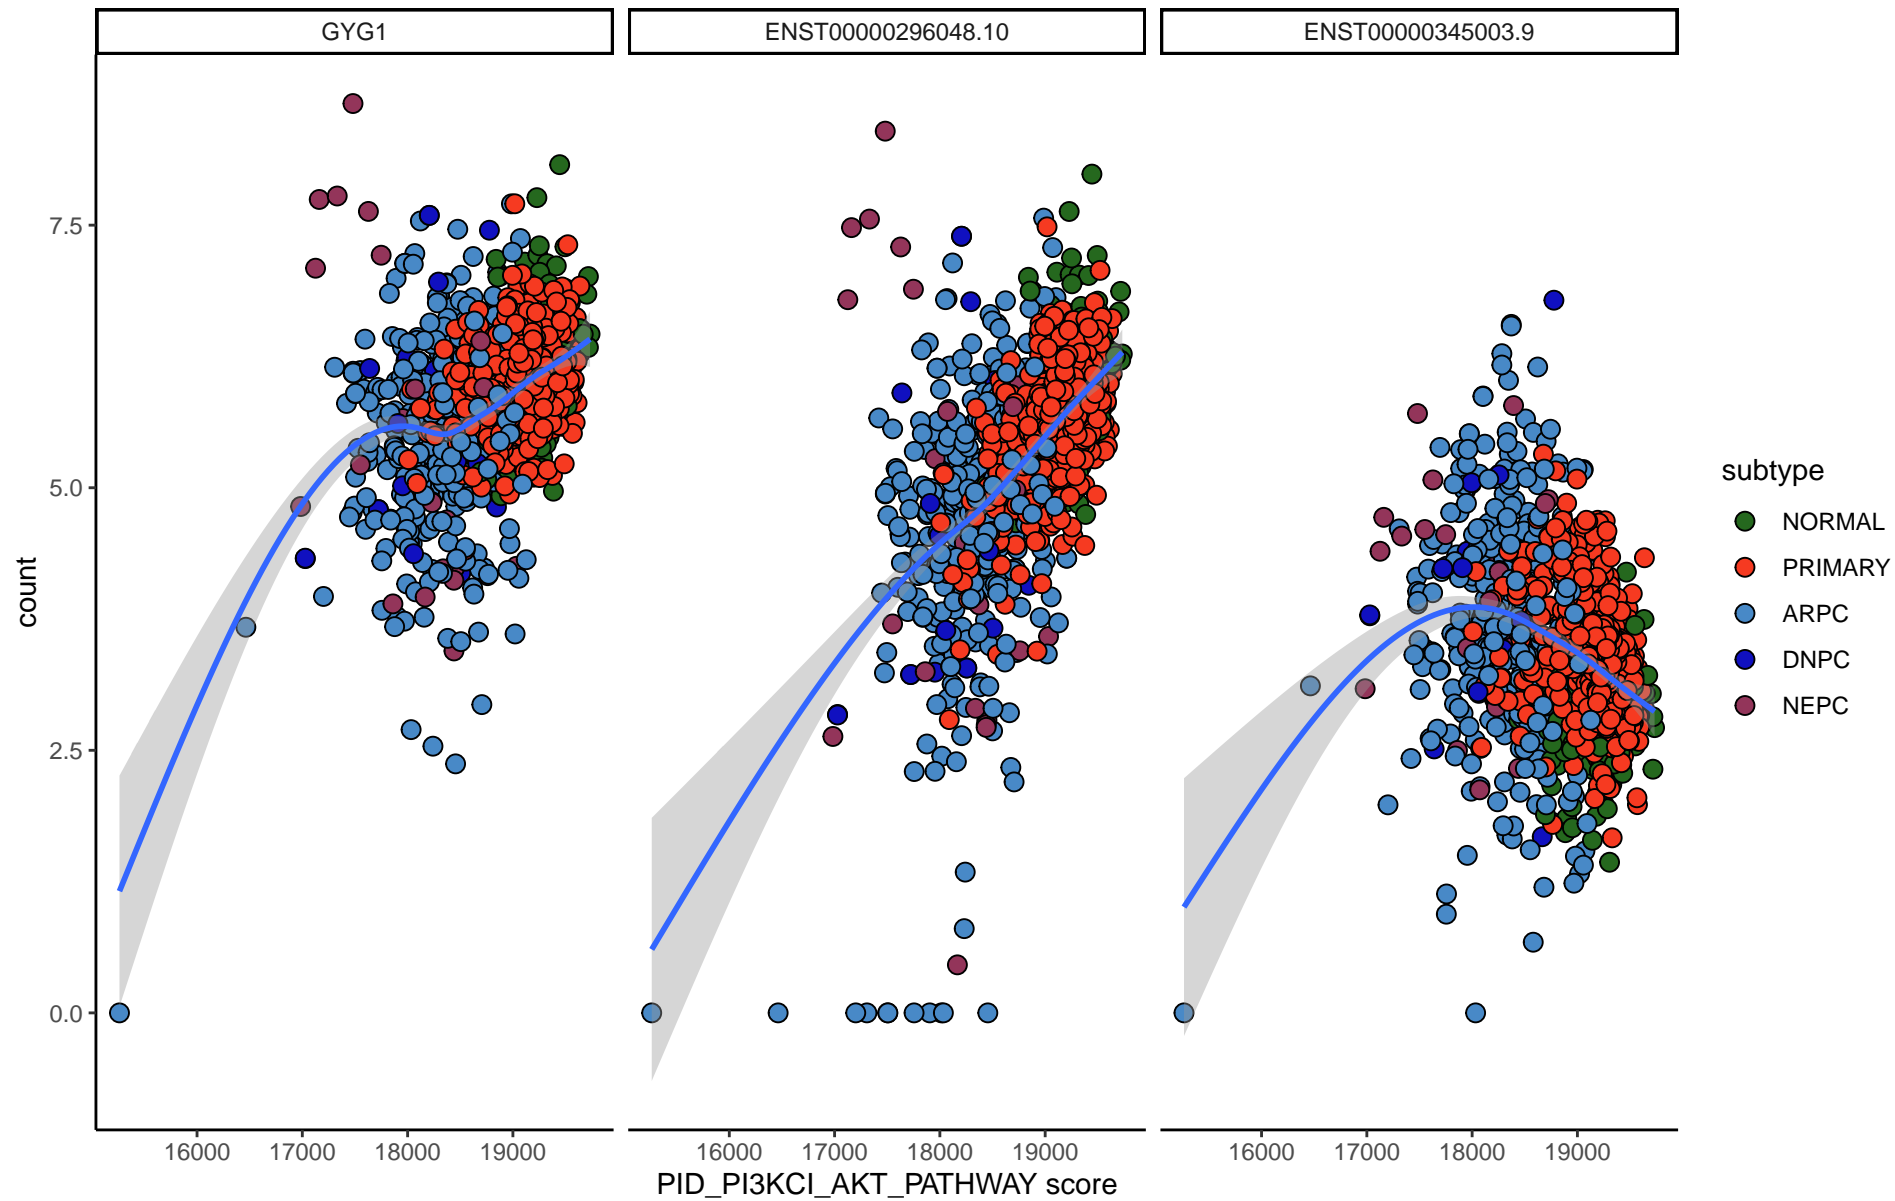 GYG1 ENST00000296048.10 ENST00000345003.9
count
7.5
5.0
2.5
0.0
16000 17000 18000 19000 16000 17000 18000 19000 16000 17000 18000 19000
PID_PI3KCI_AKT_PATHWAY score
subtype
NORMAL
PRIMARY
ARPC
DNPC
NEPC